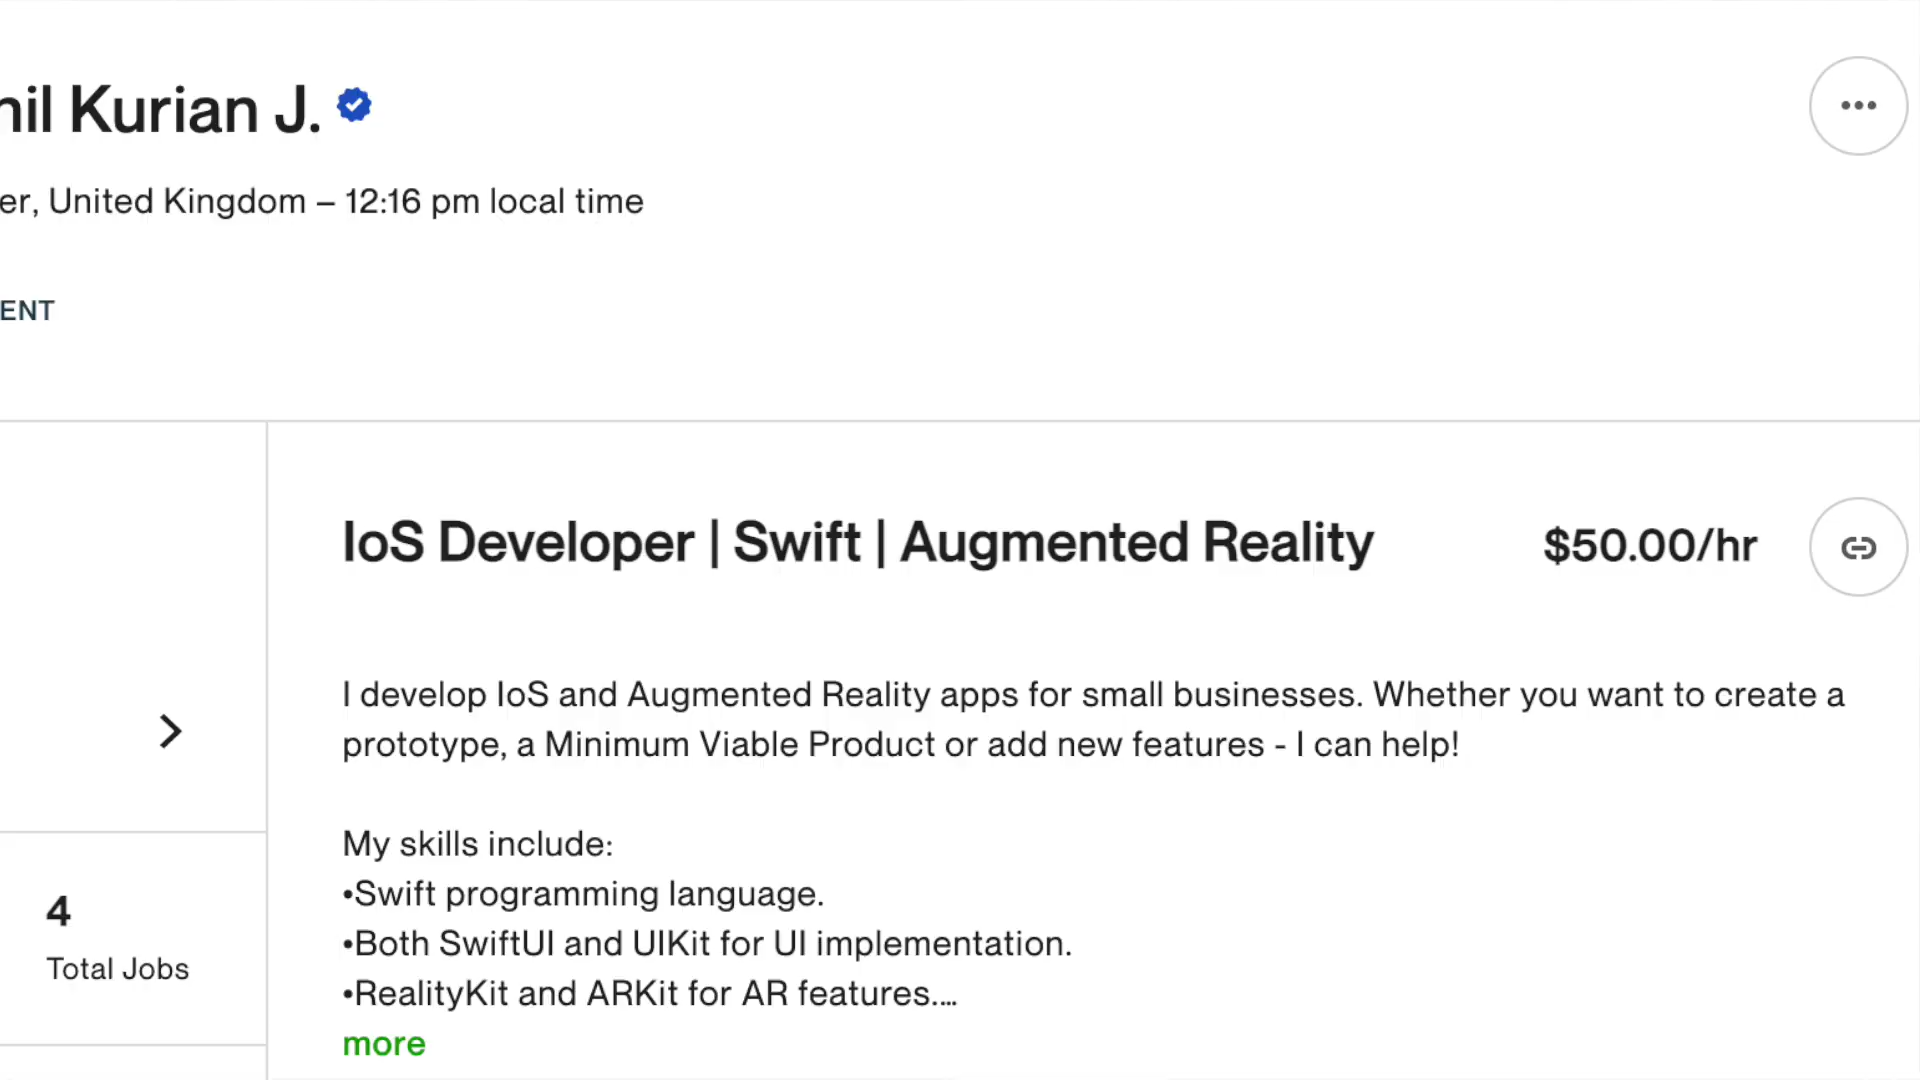 nil Kurian J.
er, United Kingdom – 12:16 pm local time
ENT
IoS Developer | Swift | Augmented Reality
$50.00/hr
I develop IoS and Augmented Reality apps for small businesses. Whether you want to create a
prototype, a Minimum Viable Product or add new features - I can help!
My skills include:
•Swift programming language.
•Both SwiftUI and UIKit for UI implementation.
•RealityKit and ARKit for AR features.…
more
4
Total Jobs